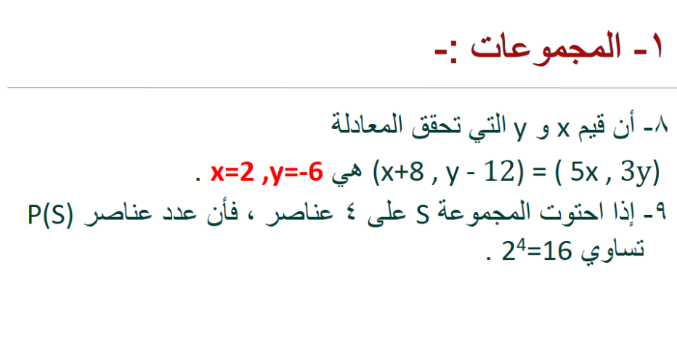 ١- المجموعات :-
٨- أن قيم x و y التي تحقق المعادلة
(x+8 , y - 12) = ( 5x , 3y) هي x=2 ,y=-6 .
٩- إذا احتوت المجموعة S على ٤ عناصر ، فأن عدد عناصر P(S)
تساوي 2⁴=16 .